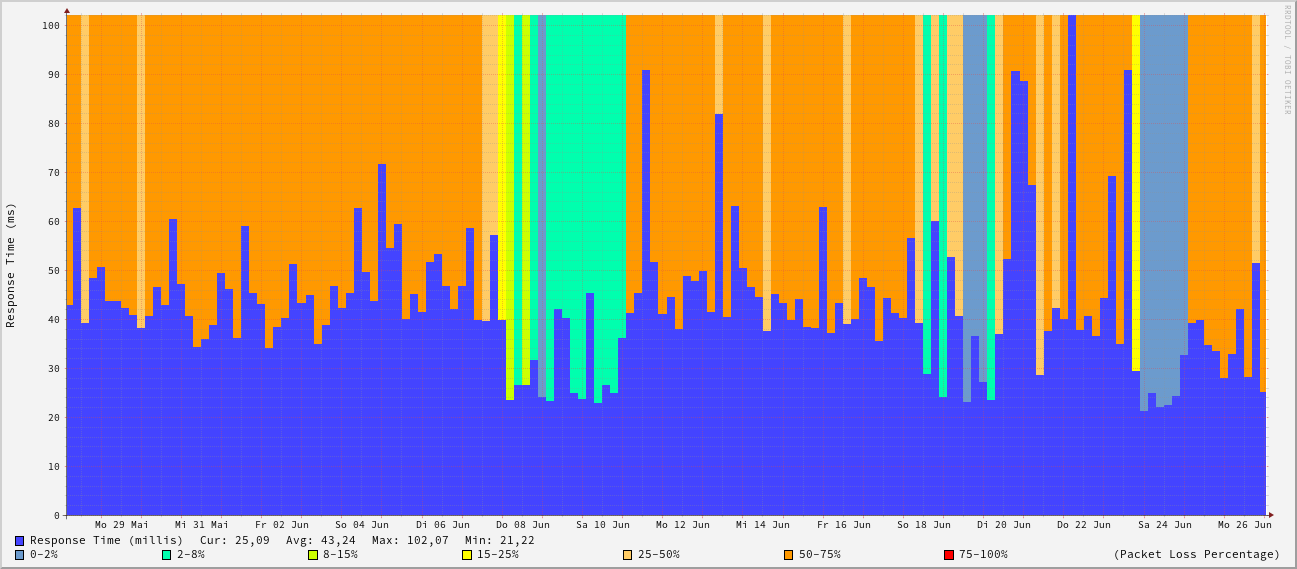 RRDTOOL / TOBI OETIKER
Response Time (ms)
100
90
80
70
60
50
40
30
20
10
0
Mo 29 Mai Mi 31 Mai Fr 02 Jun So 04 Jun Di 06 Jun Do 08 Jun Sa 10 Jun Mo 12 Jun Mi 14 Jun Fr 16 Jun So 18 Jun Di 20 Jun Do 22 Jun Sa 24 Jun Mo 26 Jun
Response Time (millis) Cur: 25,09 Avg: 43,24 Max: 102,07 Min: 21,22
0-2% 2-8% 8-15% 15-25% 25-50% 50-75% 75-100% (Packet Loss Percentage)